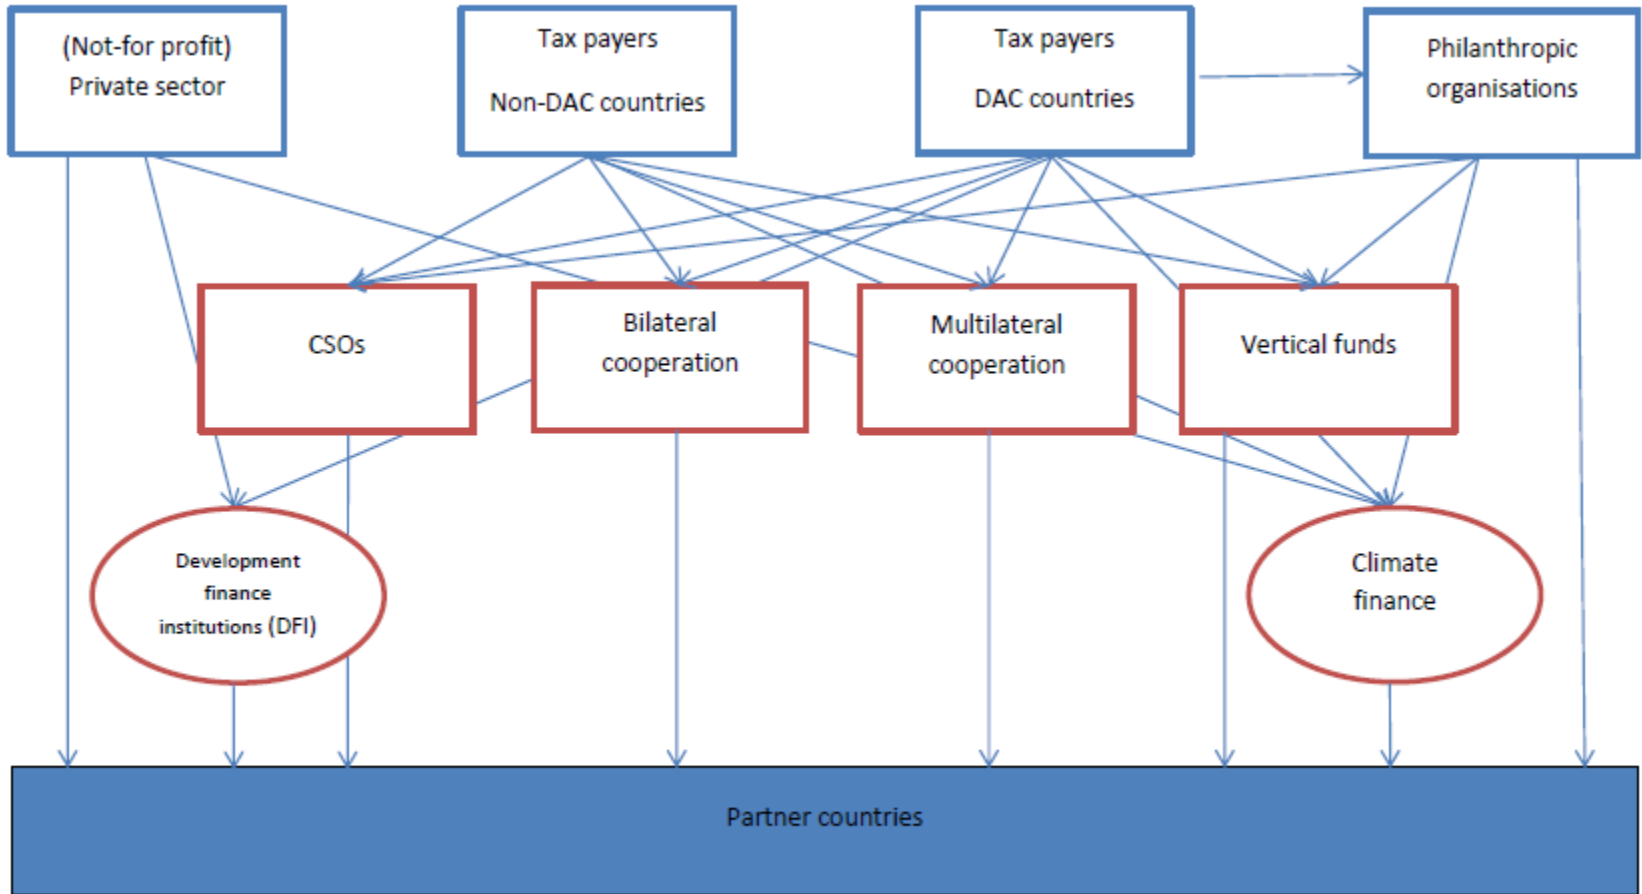 (Not-for profit)
Private sector
Tax payers
Non-DAC countries
Tax payers
DAC countries
Philanthropic
organisations
CSOs
Bilateral
cooperation
Multilateral
cooperation
Vertical funds
Development
finance
institutions (DFI)
Climate
finance
Partner countries